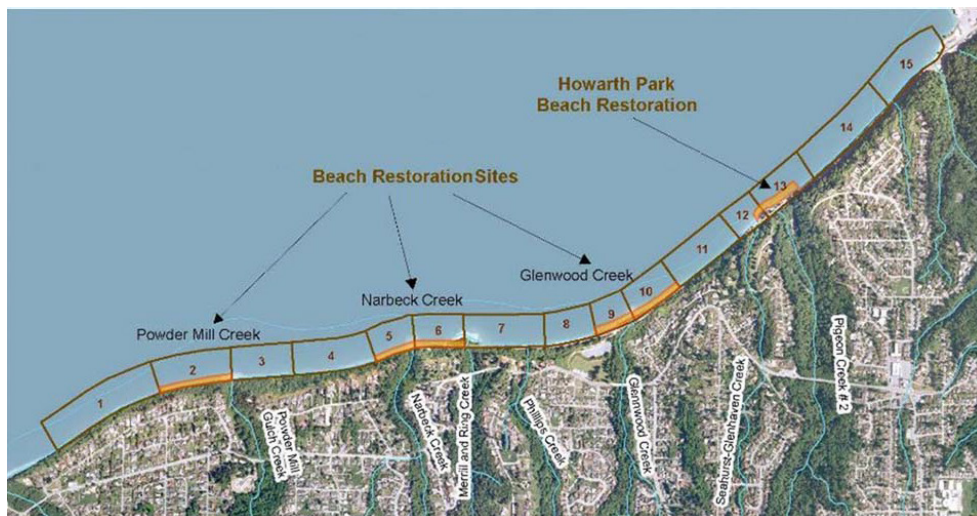 Howarth Park
Beach Restoration
Beach Restoration Sites
Glenwood Creek
Narbeck Creek
Powder Mill Creek
1
2
3
4
5
6
7
8
9
10
11
12
13
14
15
Powder Mill
Gulch Creek
Narbeck Creek
Merrill and Ring Creek
Phillips Creek
Glennwood Creek
Seahurst-Glenhaven Creek
Pigeon Creek # 2